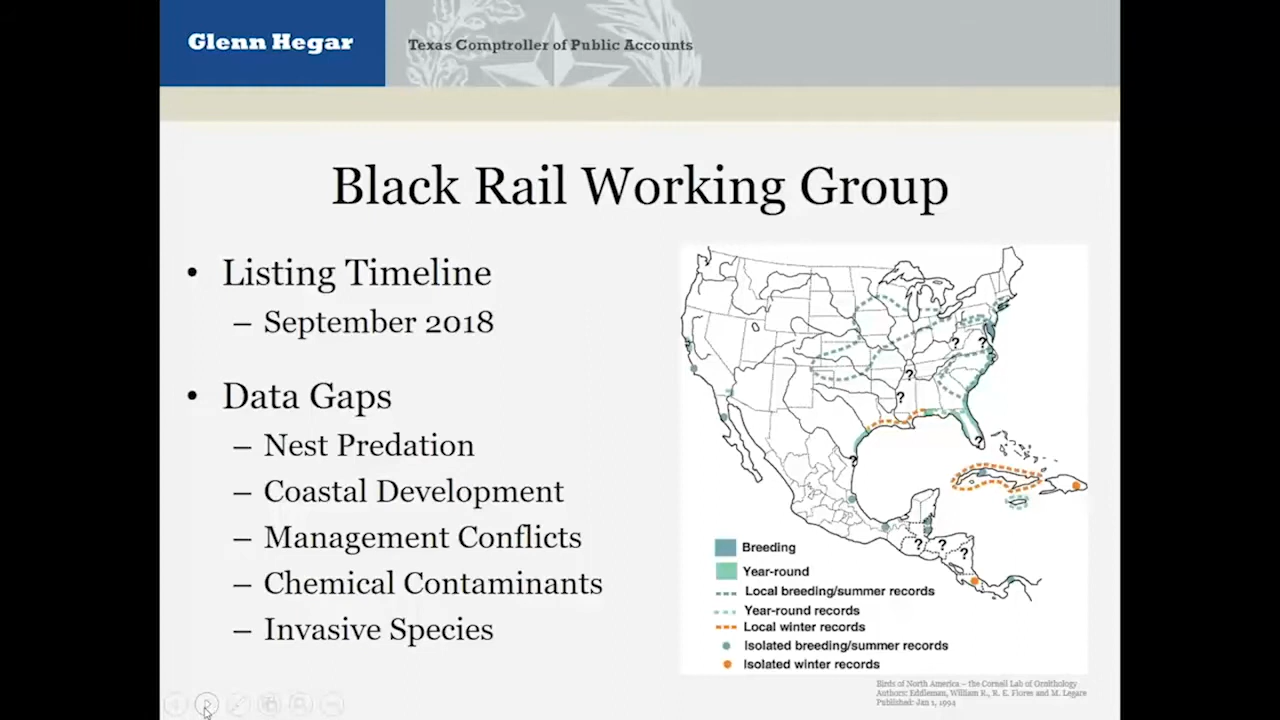 Glenn Hegar
Texas Comptroller of Public Accounts
Black Rail Working Group
• Listing Timeline
– September 2018
• Data Gaps
– Nest Predation
– Coastal Development
– Management Conflicts
– Chemical Contaminants
– Invasive Species
?
?
?
?
?
?
?
?
?
Breeding
Year-round
Local breeding/summer records
Year-round records
Local winter records
Isolated breeding/summer records
Isolated winter records
Birds of North America – the Cornell Lab of Ornithology
Authors: Eddleman, William R., R. E. Flores and M. Legare
Published: Jan 1, 1994